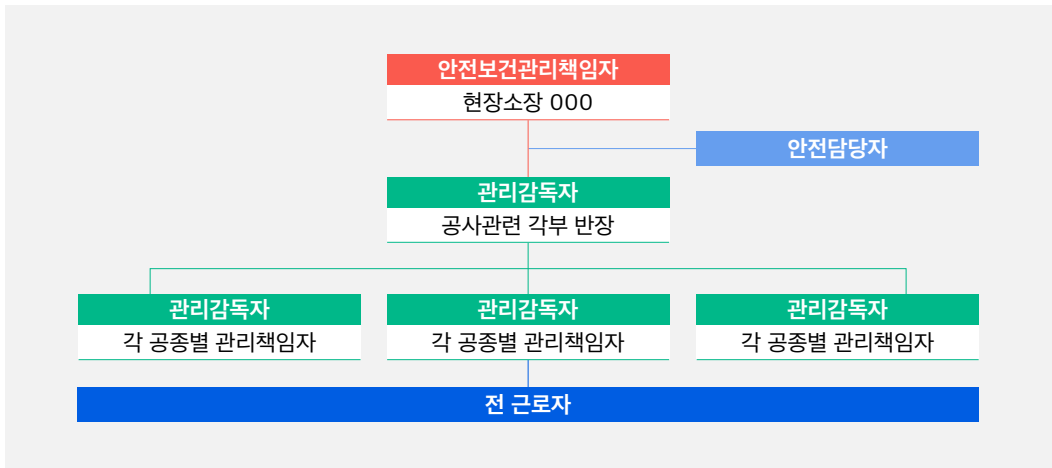 안전보건관리책임자
현장소장 000
안전담당자
관리감독자
공사관련 각부 반장
관리감독자
각 공종별 관리책임자
관리감독자
각 공종별 관리책임자
관리감독자
각 공종별 관리책임자
전 근로자